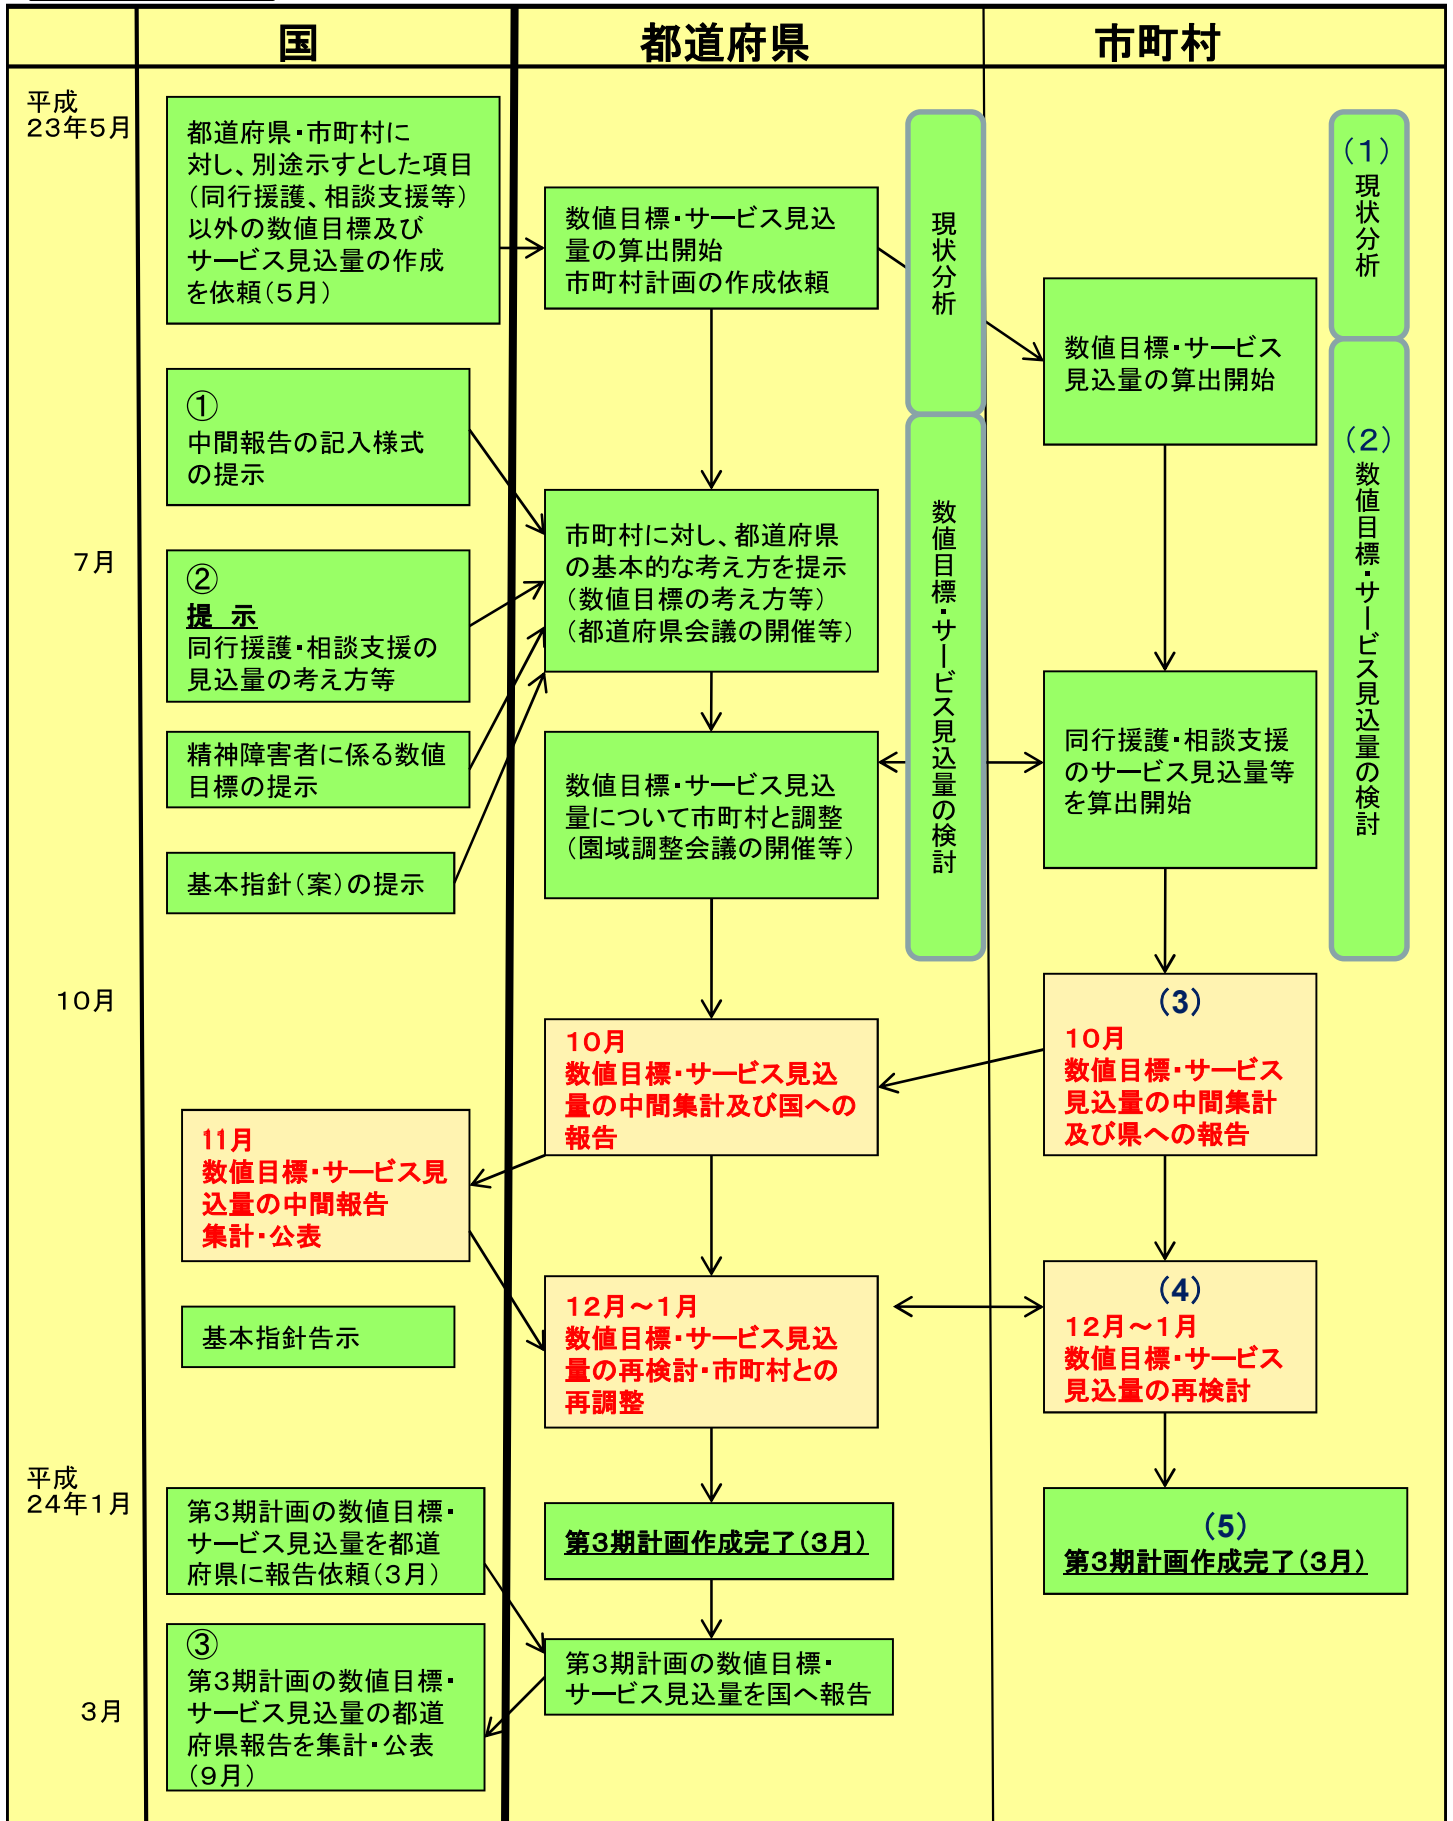 国
都道府県
市町村
平成
23年5月
7月
10月
平成
24年1月
3月
都道府県・市町村に
対し、別途示すとした項目
（同行援護、相談支援等）
以外の数値目標及び
サービス見込量の作成
を依頼（5月）
①
中間報告の記入様式
の提示
②
提 示
同行援護・相談支援の
見込量の考え方等
精神障害者に係る数値
目標の提示
基本指針（案）の提示
11月
数値目標・サービス見
込量の中間報告
集計・公表
基本指針告示
第3期計画の数値目標・
サービス見込量を都道
府県に報告依頼（3月）
③
第3期計画の数値目標・
サービス見込量の都道
府県報告を集計・公表
（9月）
数値目標・サービス見込
量の算出開始
市町村計画の作成依頼
市町村に対し、都道府県
の基本的な考え方を提示
（数値目標の考え方等）
（都道府県会議の開催等）
数値目標・サービス見込
量について市町村と調整
（圏域調整会議の開催等）
10月
数値目標・サービス見込
量の中間集計及び国への
報告
12月～1月
数値目標・サービス見込
量の再検討・市町村との
再調整
第3期計画作成完了（3月）
第3期計画の数値目標・
サービス見込量を国へ報告
現状分析
数値目標・サービス見込量の検討
数値目標・サービス
見込量の算出開始
同行援護・相談支援
のサービス見込量等
を算出開始
（3）
10月
数値目標・サービス
見込量の中間集計
及び県への報告
（4）
12月～1月
数値目標・サービス
見込量の再検討
（5）
第3期計画作成完了（3月）
（1）
現状分析
（2）
数値目標・サービス見込量の検討